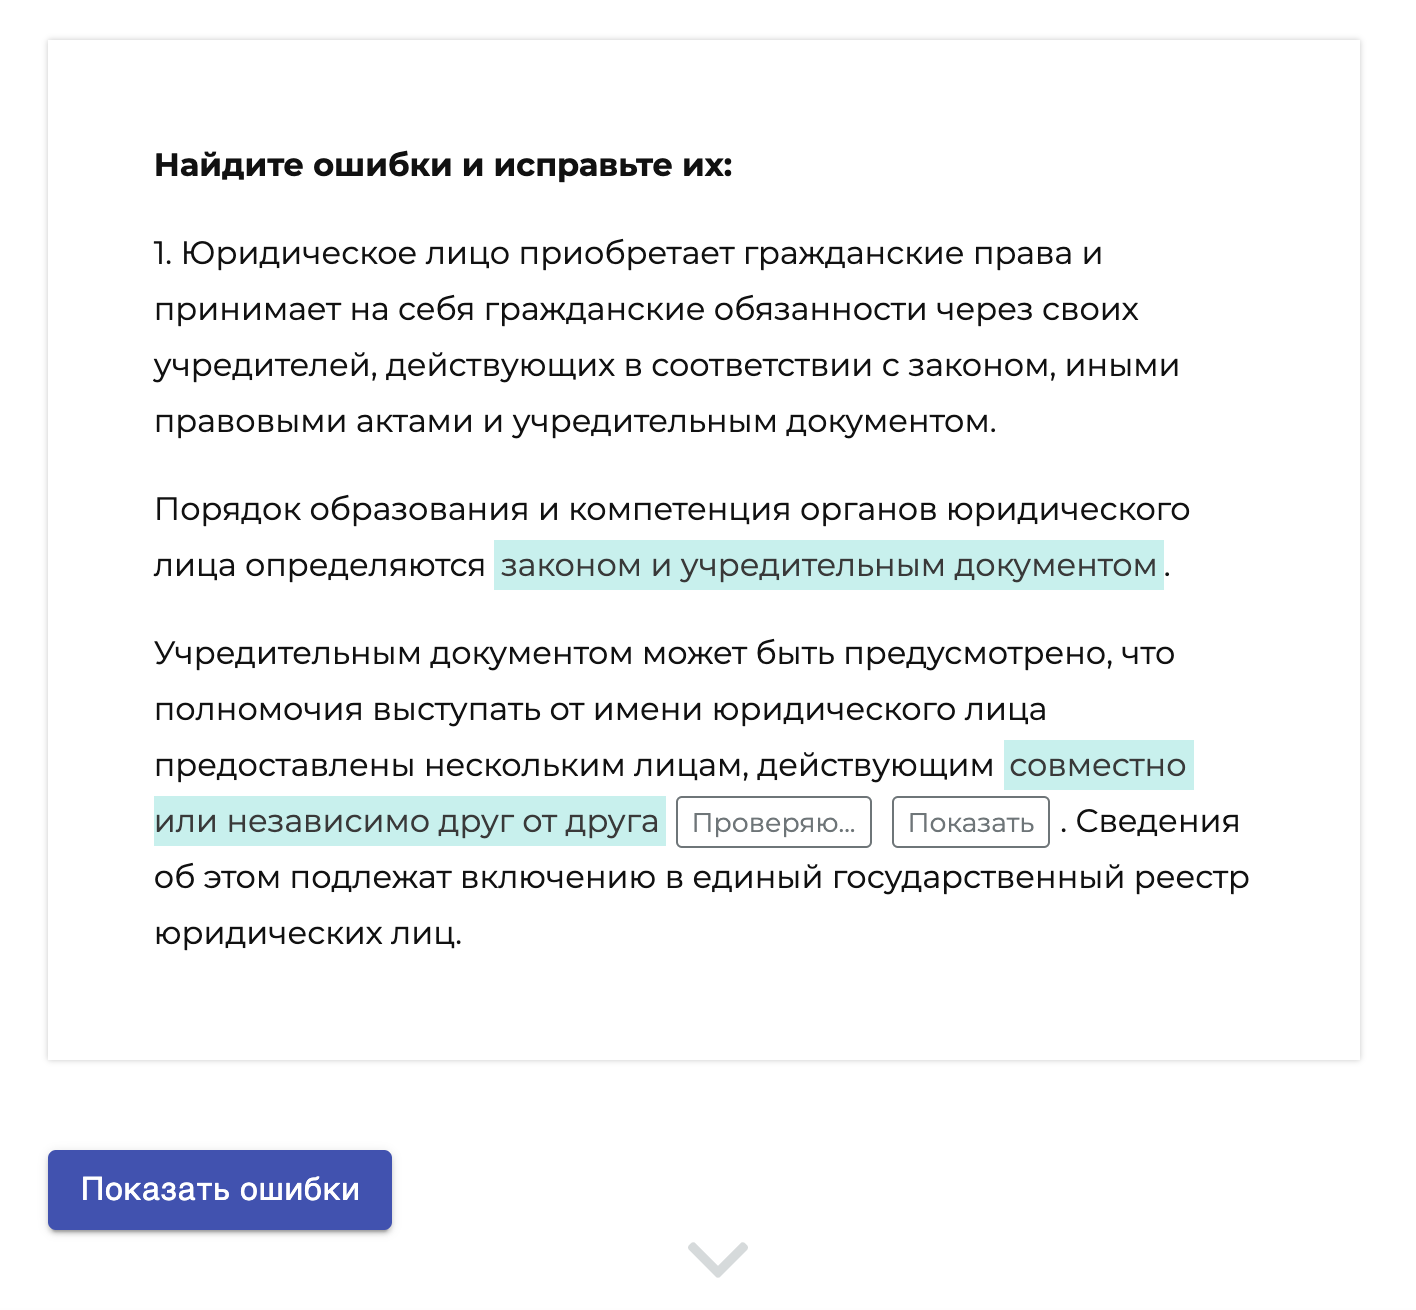 Найдите ошибки и исправьте их:
1. Юридическое лицо приобретает гражданские права и
принимает на себя гражданские обязанности через своих
учредителей, действующих в соответствии с законом, иными
правовыми актами и учредительным документом.
Порядок образования и компетенция органов юридического
лица определяются законом и учредительным документом.
Учредительным документом может быть предусмотрено, что
полномочия выступать от имени юридического лица
предоставлены нескольким лицам, действующим совместно
или независимо друг от друга Проверяю... Показать . Сведения
об этом подлежат включению в единый государственный реестр
юридических лиц.
Показать ошибки